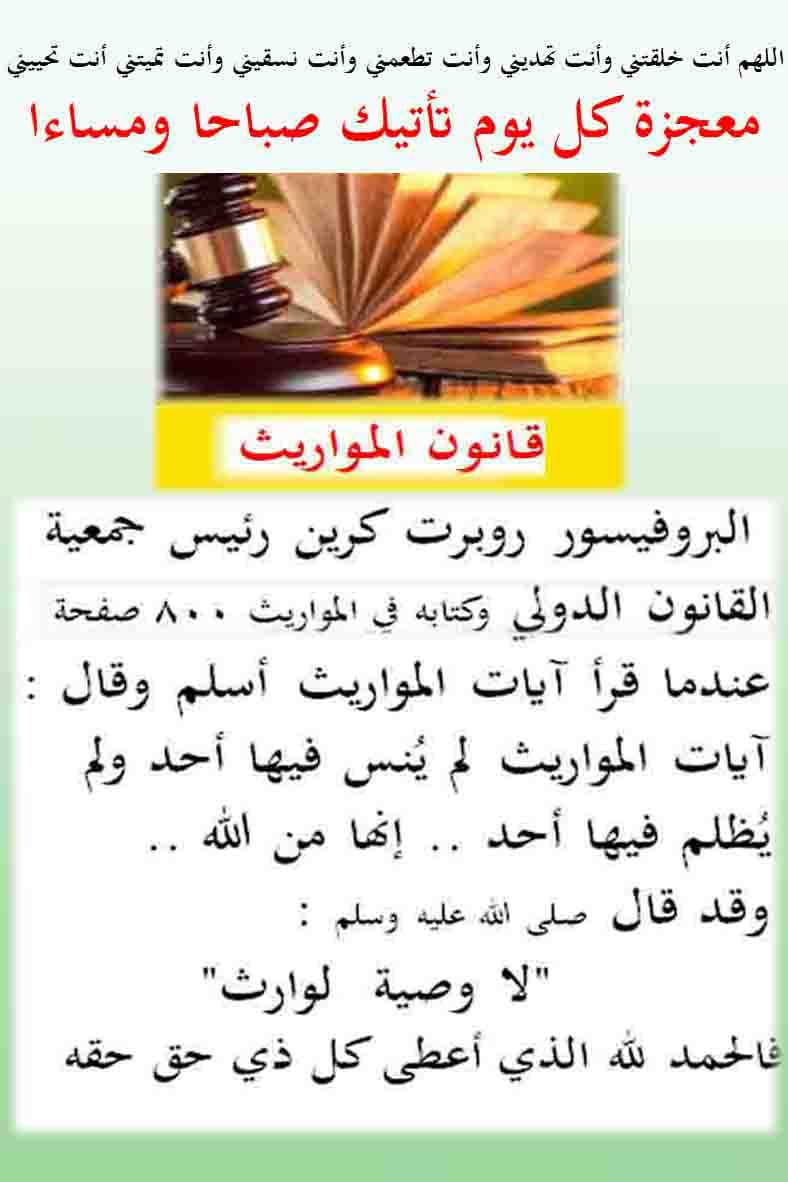 اللهم أنت خلقتني وأنت تهديني وأنت تطعمني وأنت نسقيني وأنت تميتني أنت تحييني
معجزة كل يوم تأتيك صباحا ومساءا
قانون المواريث
البروفيسور روبرت كرين رئيس جمعية
القانون الدولي وكتابه في المواريث ٨٠٠ صفحة
عندما قرأ آيات المواريث أسلم وقال :
آيات المواريث لم يُنس فيها أحد ولم
يُظلم فيها أحد .. إنها من الله ..
وقد قال صلى الله عليه وسلم :
"لا وصية لوارث"
فالحمد لله الذي أعطى كل ذي حق حقه